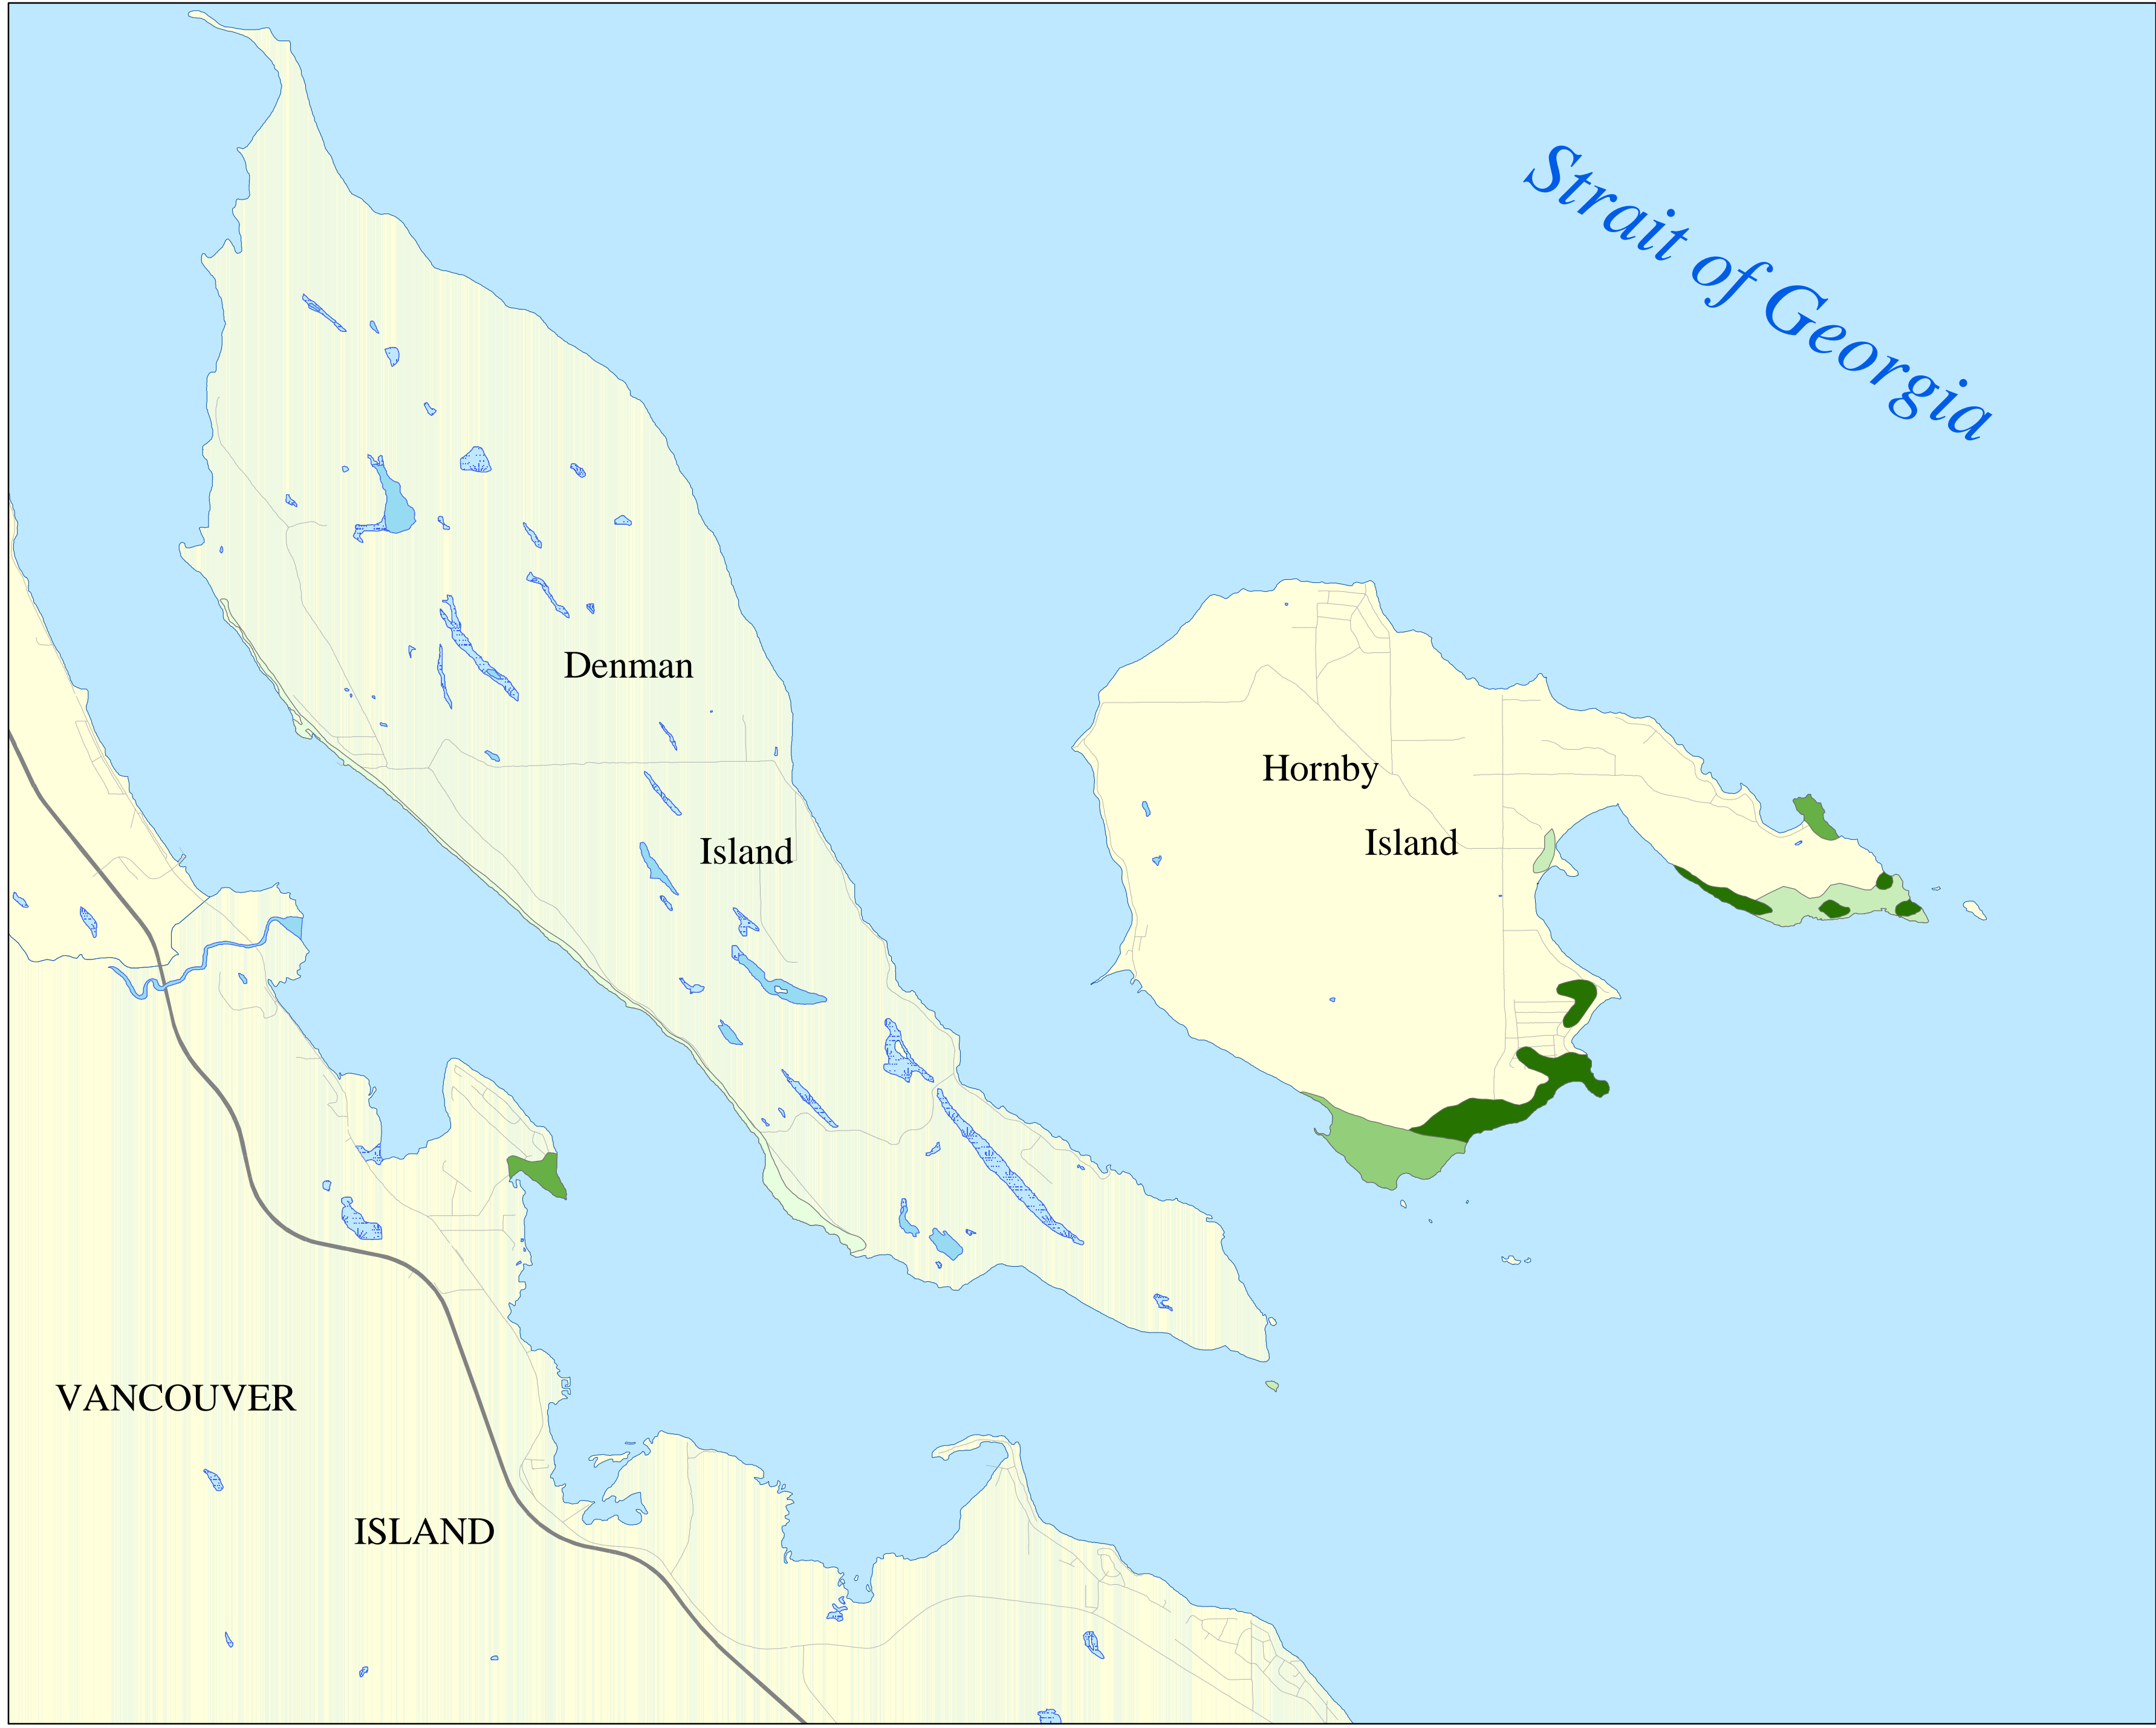 Strait of Georgia
Denman
Island
Hornby
Island
VANCOUVER
ISLAND